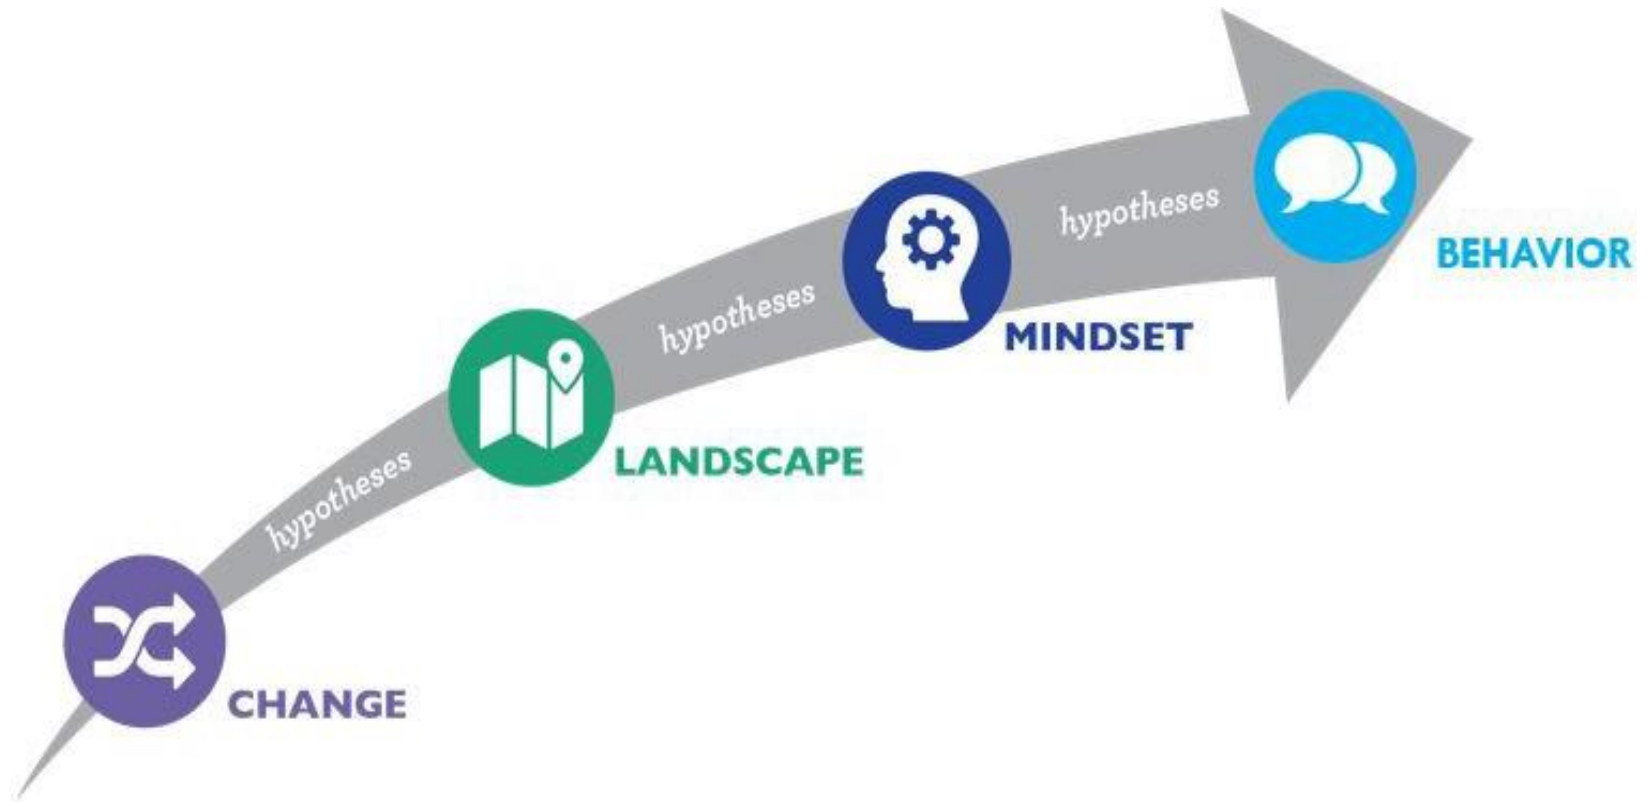 CHANGE
hypotheses
LANDSCAPE
hypotheses
MINDSET
hypotheses
BEHAVIOR